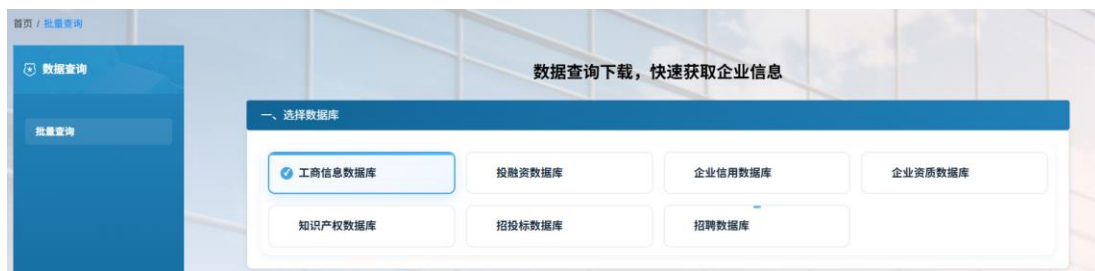 首页 / 批量查询
数据查询
数据查询下载，快速获取企业信息
批量查询
一、选择数据库
工商信息数据库
投融资数据库
企业信用数据库
企业资质数据库
知识产权数据库
招投标数据库
招聘数据库